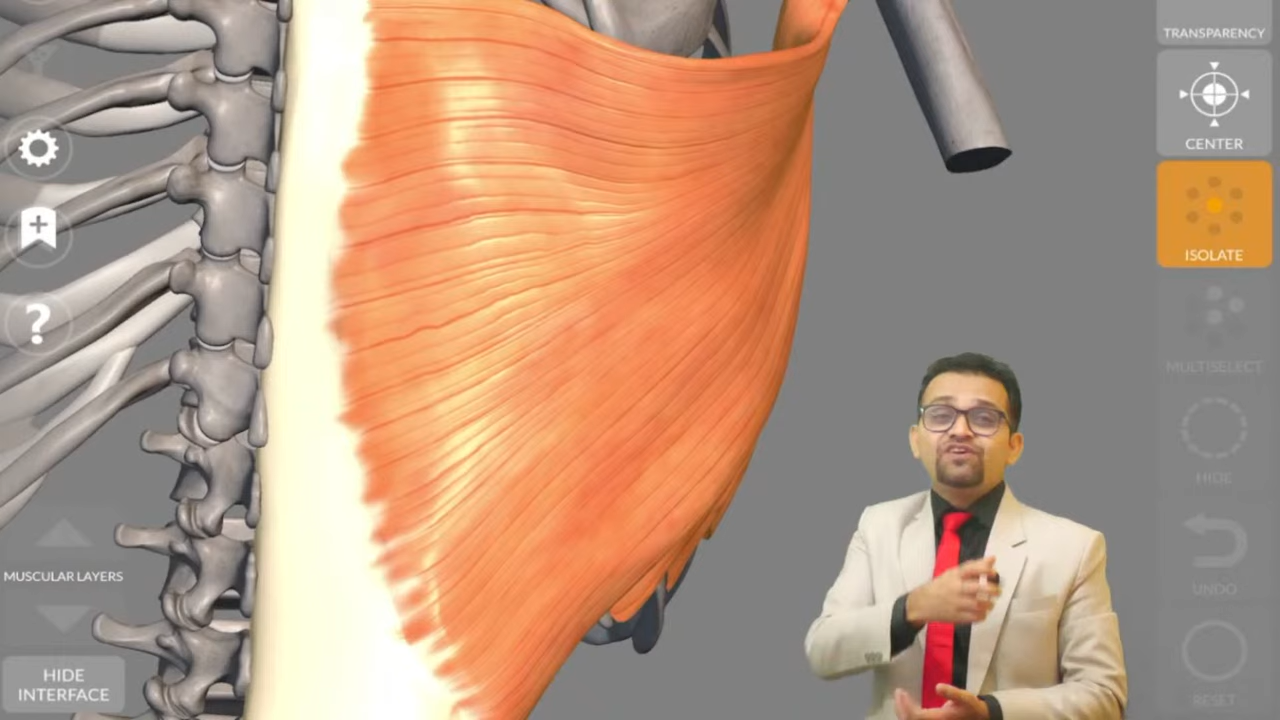 TRANSPARENCY
CENTER
ISOLATE
MULTISELECT
HIDE
UNDO
RESET
MUSCULAR LAYERS
HIDE
INTERFACE
?